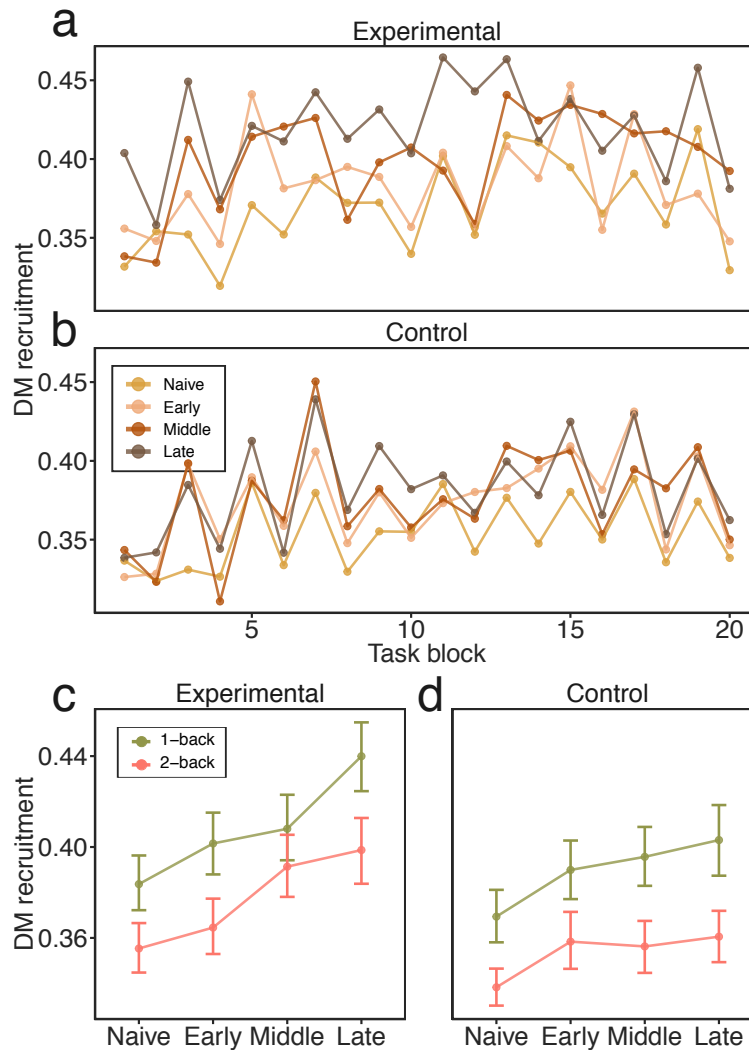 a
Experimental
0.45
0.40
0.35
DM recruitment
b
Control
Naive
Early
Middle
Late
0.45
0.40
0.35
5
10
15
20
Task block
c
Experimental
d
Control
1−back
2−back
0.44
0.40
0.36
DM recruitment
Naive Early Middle Late
Naive Early Middle Late